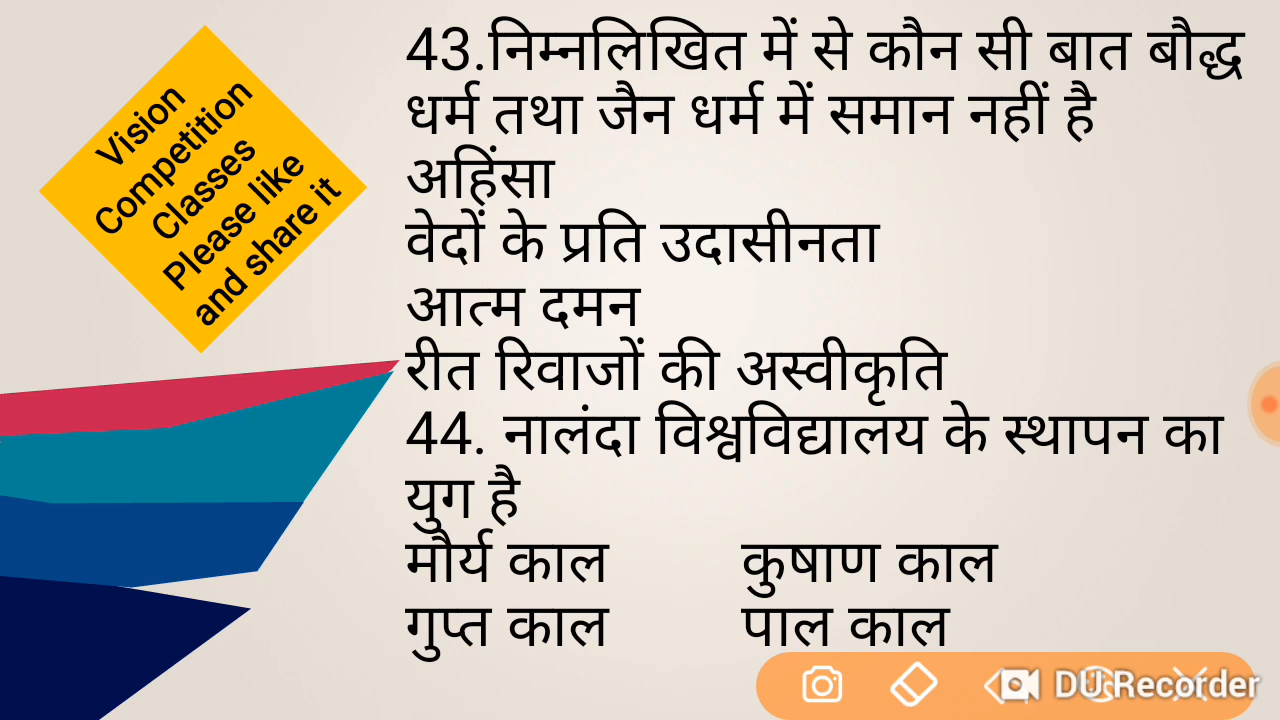 Vision
Competition
Classes
Please like
and share it
43.निम्नलिखित में से कौन सी बात बौद्ध
धर्म तथा जैन धर्म में समान नहीं है
अहिंसा
वेदों के प्रति उदासीनता
आत्म दमन
रीत रिवाजों की अस्वीकृति
44. नालंदा विश्वविद्यालय के स्थापन का
युग है
मौर्य काल कुषाण काल
गुप्त काल पाल काल
DU Recorder